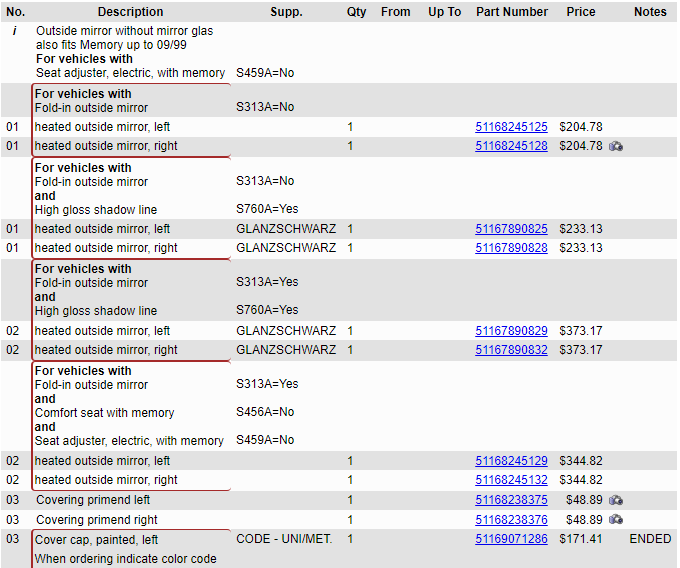 No. Description Supp. Qty From Up To Part Number Price Notes
i Outside mirror without mirror glas
also fits Memory up to 09/99
For vehicles with
Seat adjuster, electric, with memory S459A=No
For vehicles with
Fold-in outside mirror S313A=No
01 heated outside mirror, left 1 51168245125 $204.78
01 heated outside mirror, right 1 51168245128 $204.78
For vehicles with
Fold-in outside mirror S313A=No
and
High gloss shadow line S760A=Yes
01 heated outside mirror, left GLANZSCHWARZ 1 51167890825 $233.13
01 heated outside mirror, right GLANZSCHWARZ 1 51167890828 $233.13
For vehicles with
Fold-in outside mirror S313A=Yes
and
High gloss shadow line S760A=Yes
02 heated outside mirror, left GLANZSCHWARZ 1 51167890829 $373.17
02 heated outside mirror, right GLANZSCHWARZ 1 51167890832 $373.17
For vehicles with
Fold-in outside mirror S313A=Yes
and
Comfort seat with memory S456A=No
and
Seat adjuster, electric, with memory S459A=No
02 heated outside mirror, left 1 51168245129 $344.82
02 heated outside mirror, right 1 51168245132 $344.82
03 Covering primend left 1 51168238375 $48.89
03 Covering primend right 1 51168238376 $48.89
03 Cover cap, painted, left CODE - UNI/MET. 1 51169071286 $171.41 ENDED
When ordering indicate color code